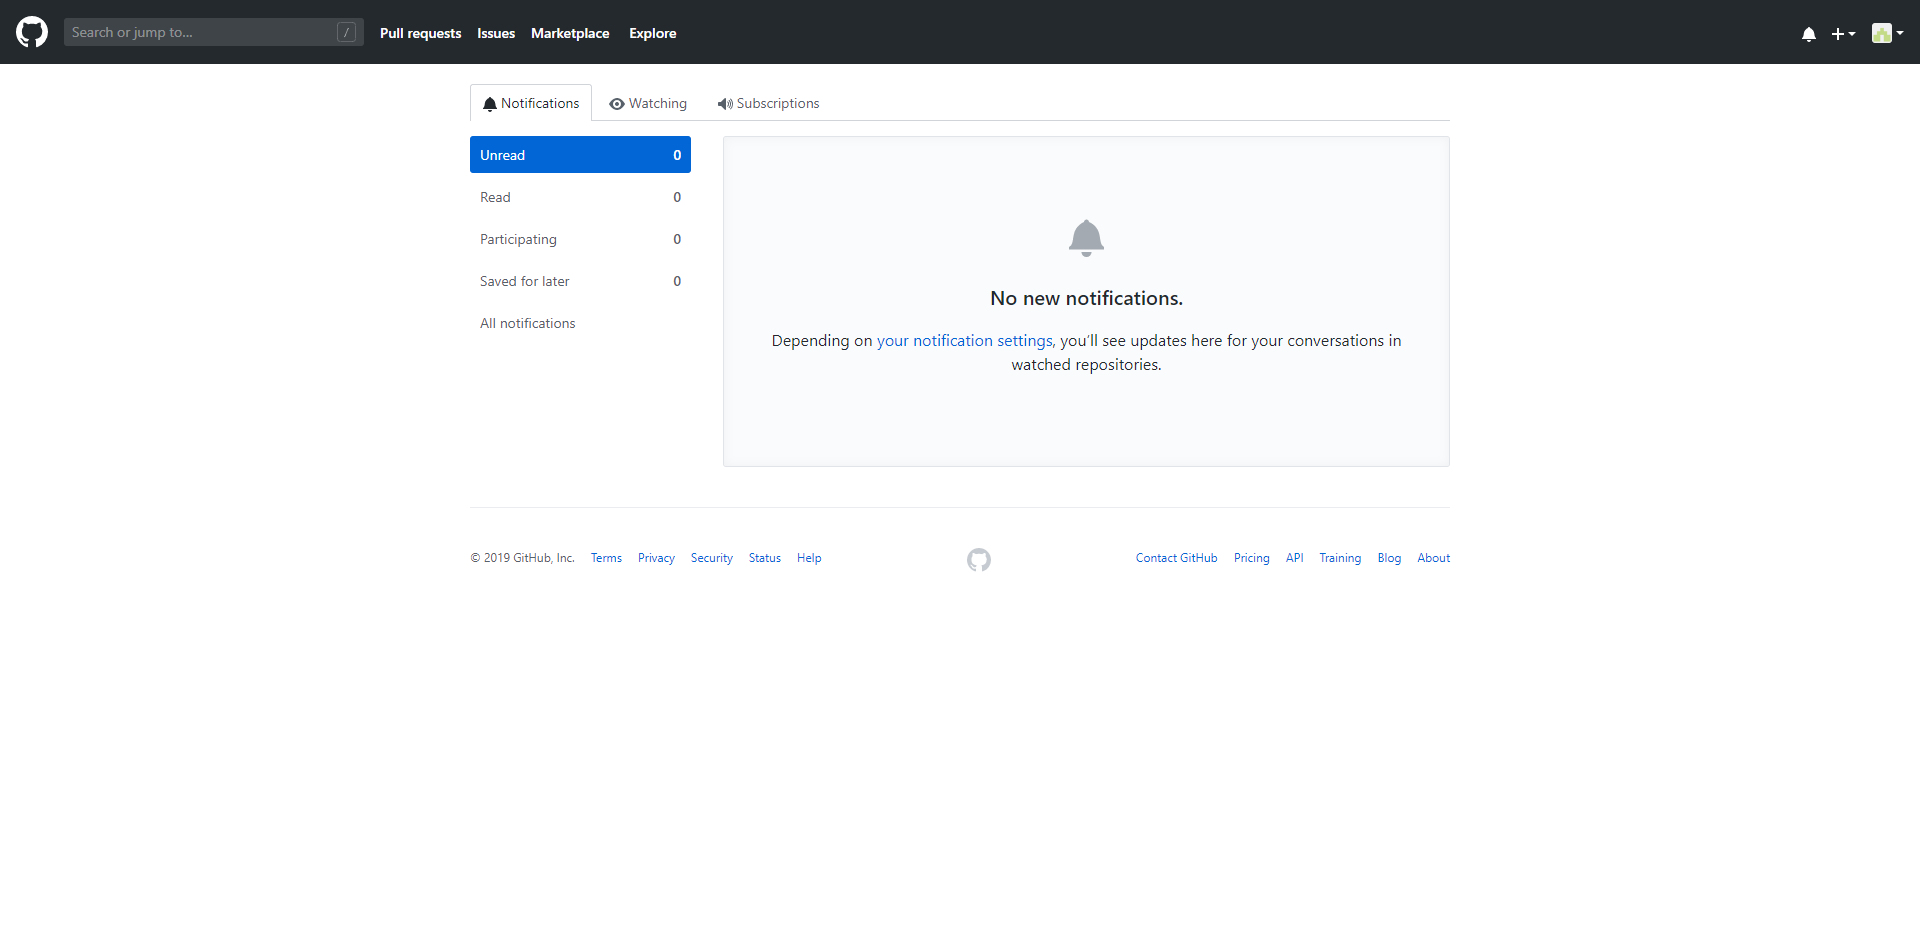 Search or jump to... /
Pull requests Issues Marketplace Explore
Notifications Watching Subscriptions
Unread 0
Read 0
Participating 0
Saved for later 0
All notifications
No new notifications.
Depending on your notification settings, you’ll see updates here for your conversations in
watched repositories.
© 2019 GitHub, Inc. Terms Privacy Security Status Help
Contact GitHub Pricing API Training Blog About